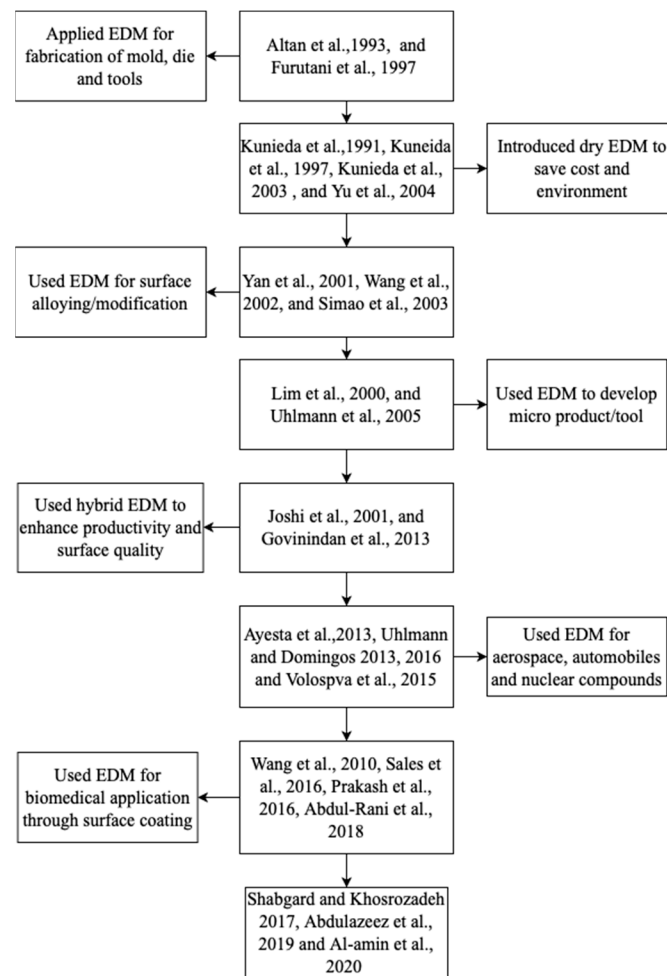 Applied EDM for
fabrication of mold, die
and tools
Altan et al.,1993, and
Furutani et al., 1997
Kunieda et al.,1991, Kuneida
et al., 1997, Kunieda et al.,
2003 , and Yu et al., 2004
Introduced dry EDM to
save cost and
environment
Used EDM for surface
alloying/modification
Yan et al., 2001, Wang et al.,
2002, and Simao et al., 2003
Lim et al., 2000, and
Uhlmann et al., 2005
Used EDM to develop
micro product/tool
Used hybrid EDM to
enhance productivity and
surface quality
Joshi et al., 2001, and
Govinindan et al., 2013
Ayesta et al.,2013, Uhlmann
and Domingos 2013, 2016
and Volospva et al., 2015
Used EDM for
aerospace, automobiles
and nuclear compounds
Used EDM for
biomedical application
through surface coating
Wang et al., 2010, Sales et
al., 2016, Prakash et al.,
2016, Abdul-Rani et al.,
2018
Shabgard and Khosrozadeh
2017, Abdulazeez et al.,
2019 and Al-amin et al.,
2020